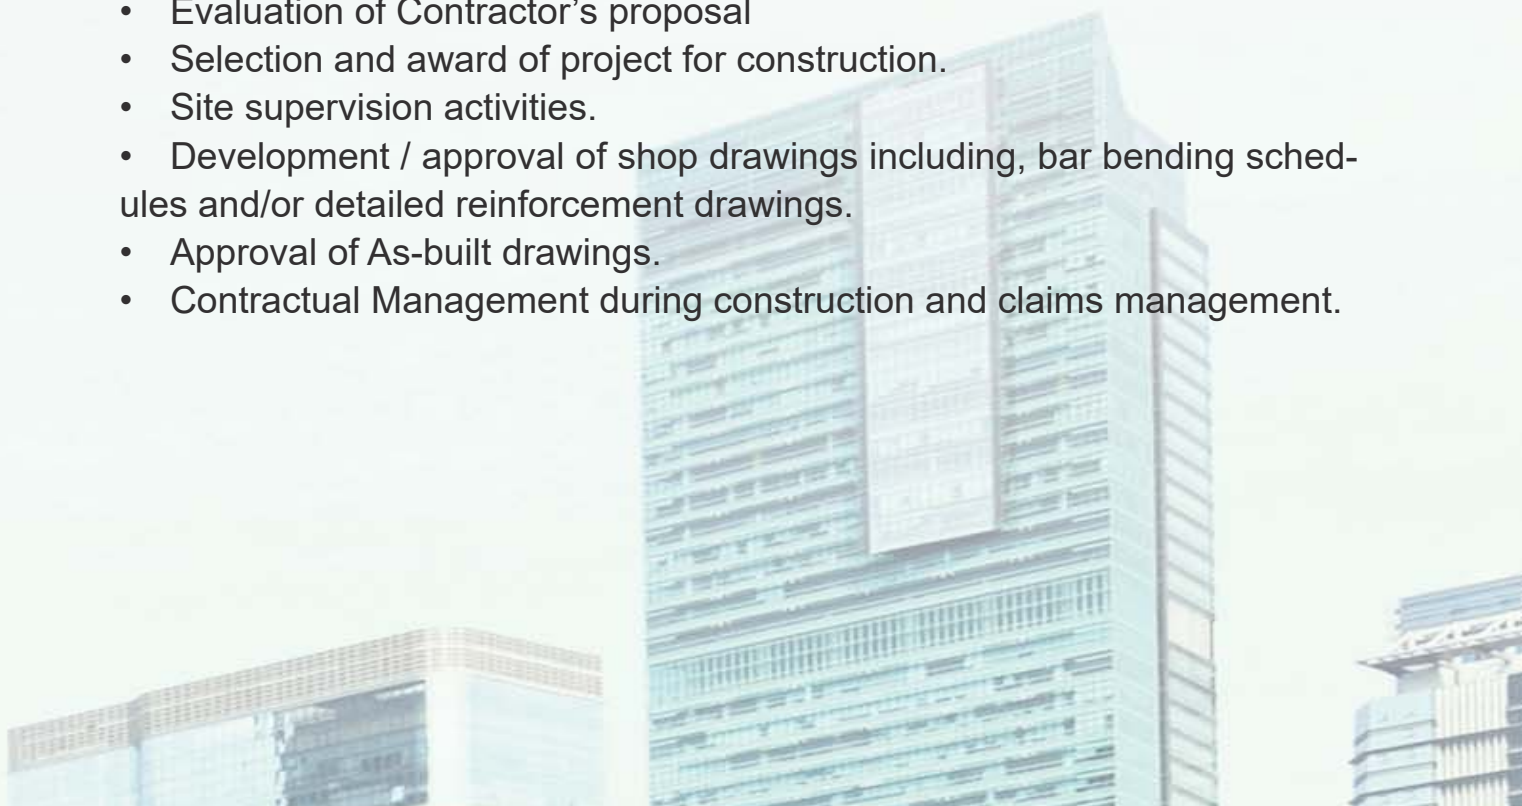 • Evaluation of Contractor’s proposal
• Selection and award of project for construction.
• Site supervision activities.
• Development / approval of shop drawings including, bar bending sched-
ules and/or detailed reinforcement drawings.
• Approval of As-built drawings.
• Contractual Management during construction and claims management.